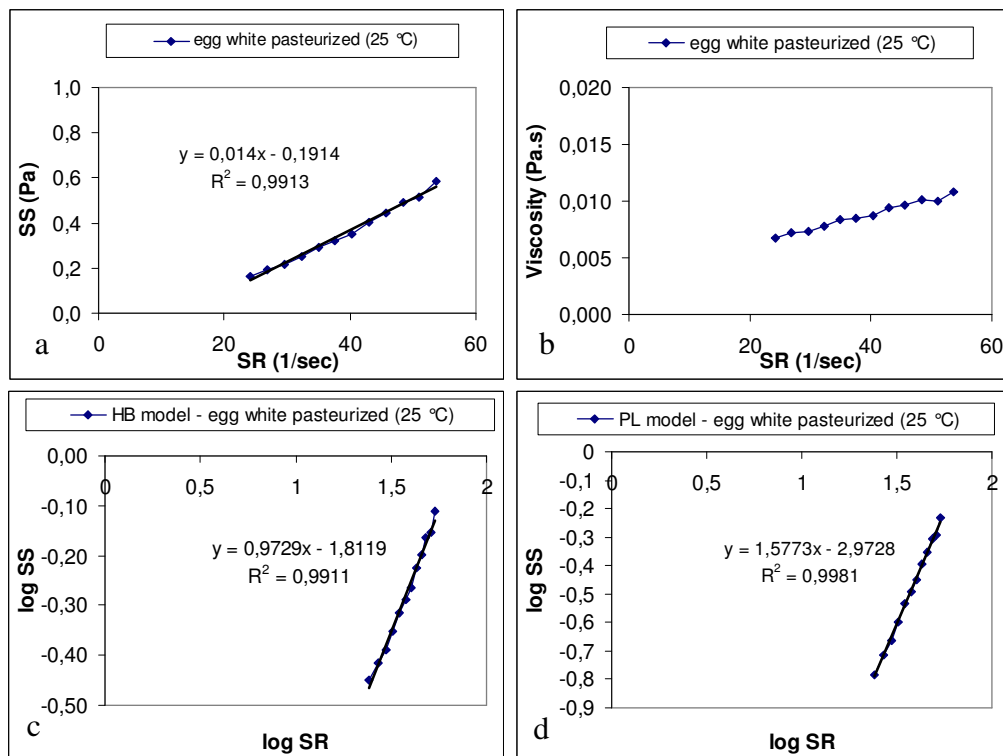 egg white pasteurized (25 °C)
SS (Pa)
1,0
0,8
0,6
0,4
0,2
0,0
y = 0,014x - 0,1914
R² = 0,9913
0 20 40 60
SR (1/sec)
a
egg white pasteurized (25 °C)
Viscosity (Pa.s)
0,020
0,015
0,010
0,005
0,000
0 20 40 60
SR (1/sec)
b
HB model - egg white pasteurized (25 °C)
log SS
0,00
-0,10
-0,20
-0,30
-0,40
-0,50
0 0,5 1 1,5 2
y = 0,9729x - 1,8119
R² = 0,9911
log SR
c
PL model - egg white pasteurized (25 °C)
log SS
0
-0,1
-0,2
-0,3
-0,4
-0,5
-0,6
-0,7
-0,8
-0,9
0 0,5 1 1,5 2
y = 1,5773x - 2,9728
R² = 0,9981
log SR
d